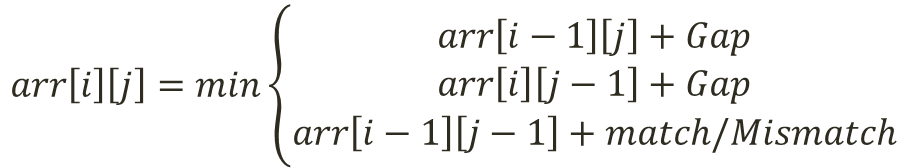 arr[i − 1][j] + Gap
arr[i][j] = min { arr[i][j − 1] + Gap
arr[i − 1][j − 1] + match/Mismatch